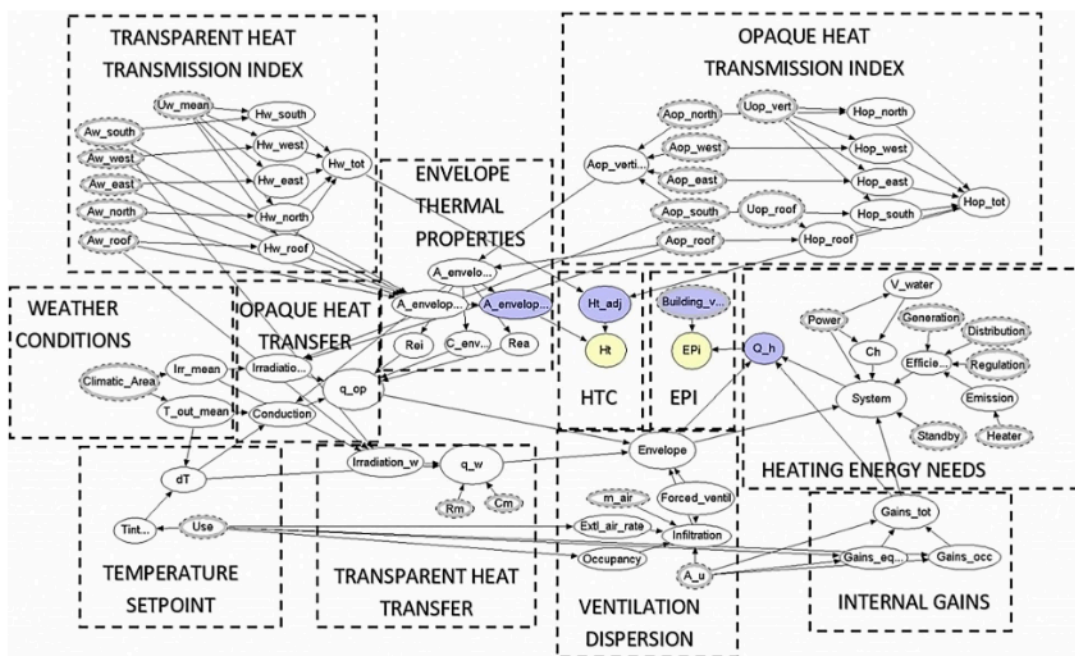 TRANSPARENT HEAT
TRANSMISSION INDEX
Uw_mean
Aw_south
Aw_west
Aw_east
Aw_north
Aw_roof
Hw_south
Hw_west
Hw_east
Hw_north
Hw_roof
Hw_tot
OPAQUE HEAT
TRANSMISSION INDEX
Aop_north
Aop_west
Aop_east
Aop_south
Aop_roof
Aop_verti...
Uop_vert
Uop_roof
Hop_north
Hop_west
Hop_east
Hop_south
Hop_roof
Hop_tot
ENVELOPE
THERMAL
PROPERTIES
A_envelo...
A_envelop...
A_envelop...
Rei
C_env...
Rea
WEATHER
CONDITIONS
Climatic_Area
Irr_mean
T_out_mean
OPAQUE HEAT
TRANSFER
Irradiatio...
q_op
Conduction
Ht_adj
Ht
HTC
Building_v...
EPi
EPI
Q_h
V_water
Power
Generation
Ch
Distribution
Efficie...
Regulation
System
Emission
Standby
Heater
HEATING ENERGY NEEDS
dT
Tint...
Use
TEMPERATURE
SETPOINT
Irradiation_w
q_w
Rm
Cm
TRANSPARENT HEAT
TRANSFER
Envelope
m_air
Forced_ventil
Extl_air_rate
Infiltration
Occupancy
A_u
VENTILATION
DISPERSION
Gains_tot
Gains_eq...
Gains_occ
INTERNAL GAINS